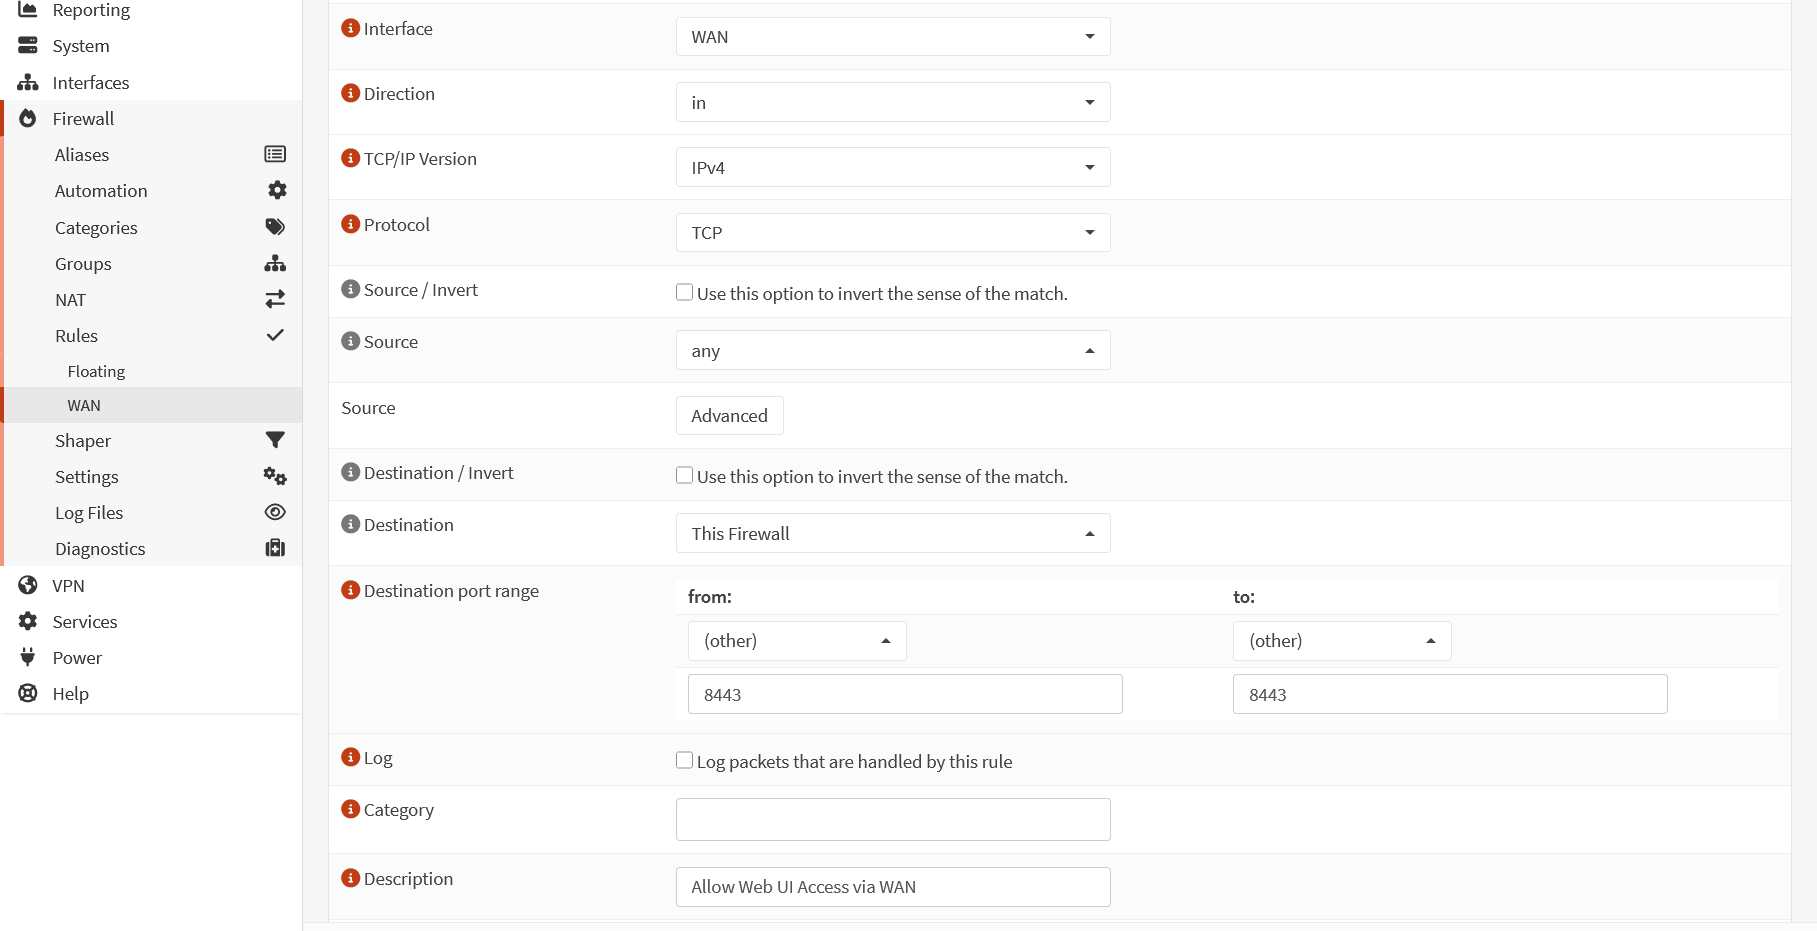 Reporting
System
Interfaces
Firewall
Aliases
Automation
Categories
Groups
NAT
Rules
Floating
WAN
Shaper
Settings
Log Files
Diagnostics
VPN
Services
Power
Help
Interface
WAN
Direction
in
TCP/IP Version
IPv4
Protocol
TCP
Source / Invert
Use this option to invert the sense of the match.
Source
any
Source
Advanced
Destination / Invert
Use this option to invert the sense of the match.
Destination
This Firewall
Destination port range
from: to:
(other) (other)
8443 8443
Log
Log packets that are handled by this rule
Category
Description
Allow Web UI Access via WAN